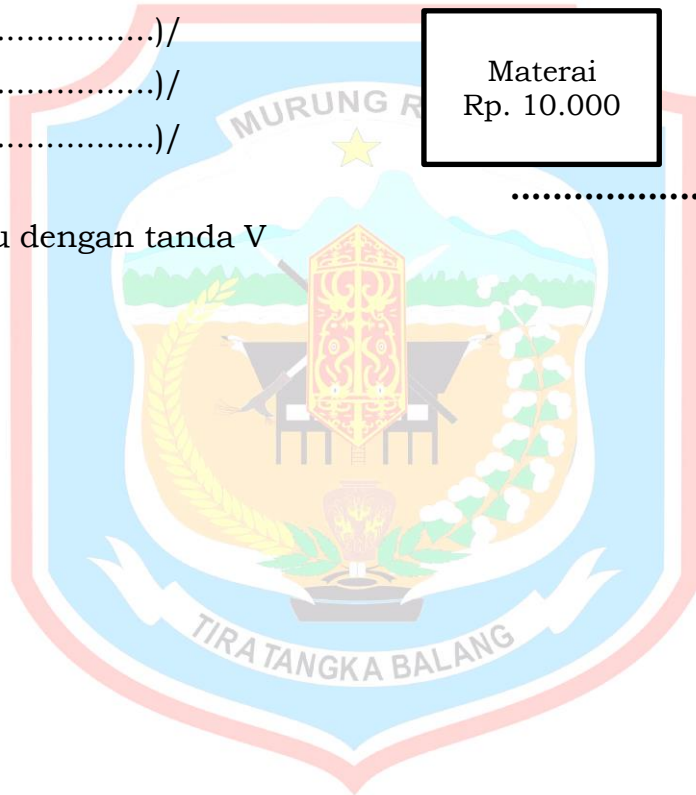 ..................)/
Materai
..................)/
Rp. 10.000
MURUNG R
..................)/
..................
u dengan tanda V
TIRA TANGKA BALANG